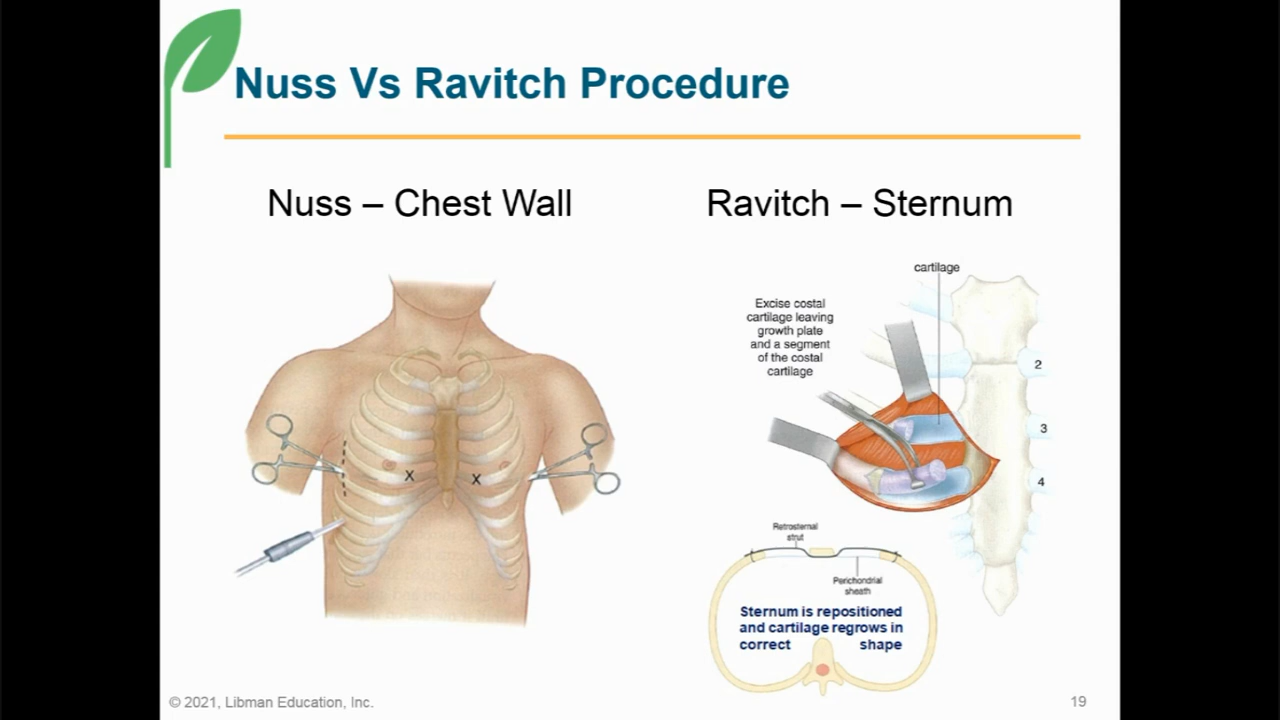 Nuss Vs Ravitch Procedure
Nuss – Chest Wall
X
X
Ravitch – Sternum
cartilage
Excise costal
cartilage leaving
growth plate
and a segment
of the costal
cartilage
2
3
4
Retrosternal
strut
Perichondrial
sheath
Sternum is repositioned
and cartilage regrows in
correct shape
© 2021, Libman Education, Inc.
19